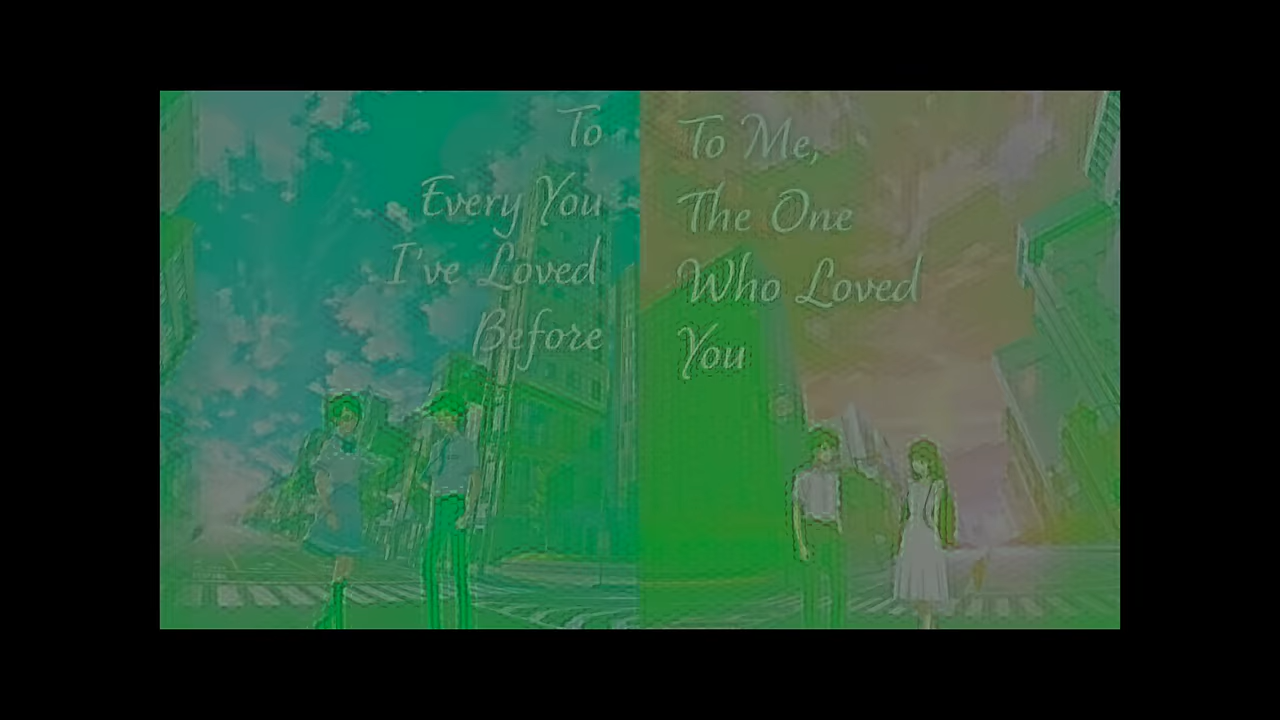 To
Every You
I've Loved
Before
To Me,
The One
Who Loved
You